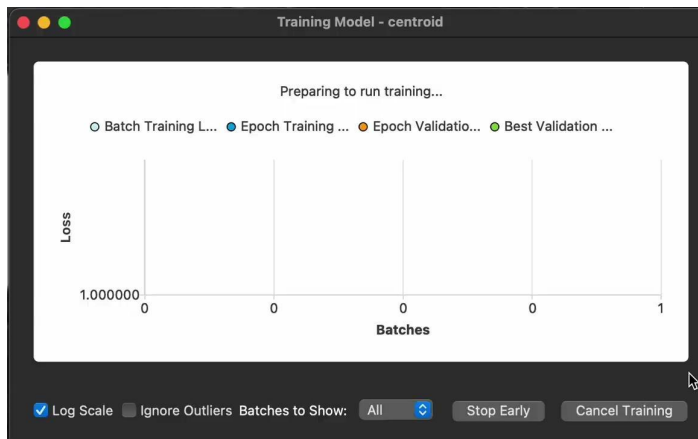 Training Model - centroid
Preparing to run training...
Batch Training L... Epoch Training ... Epoch Validatio... Best Validation ...
Loss
1.000000
0 0 0 0 1
Batches
Log Scale Ignore Outliers Batches to Show: All Stop Early Cancel Training